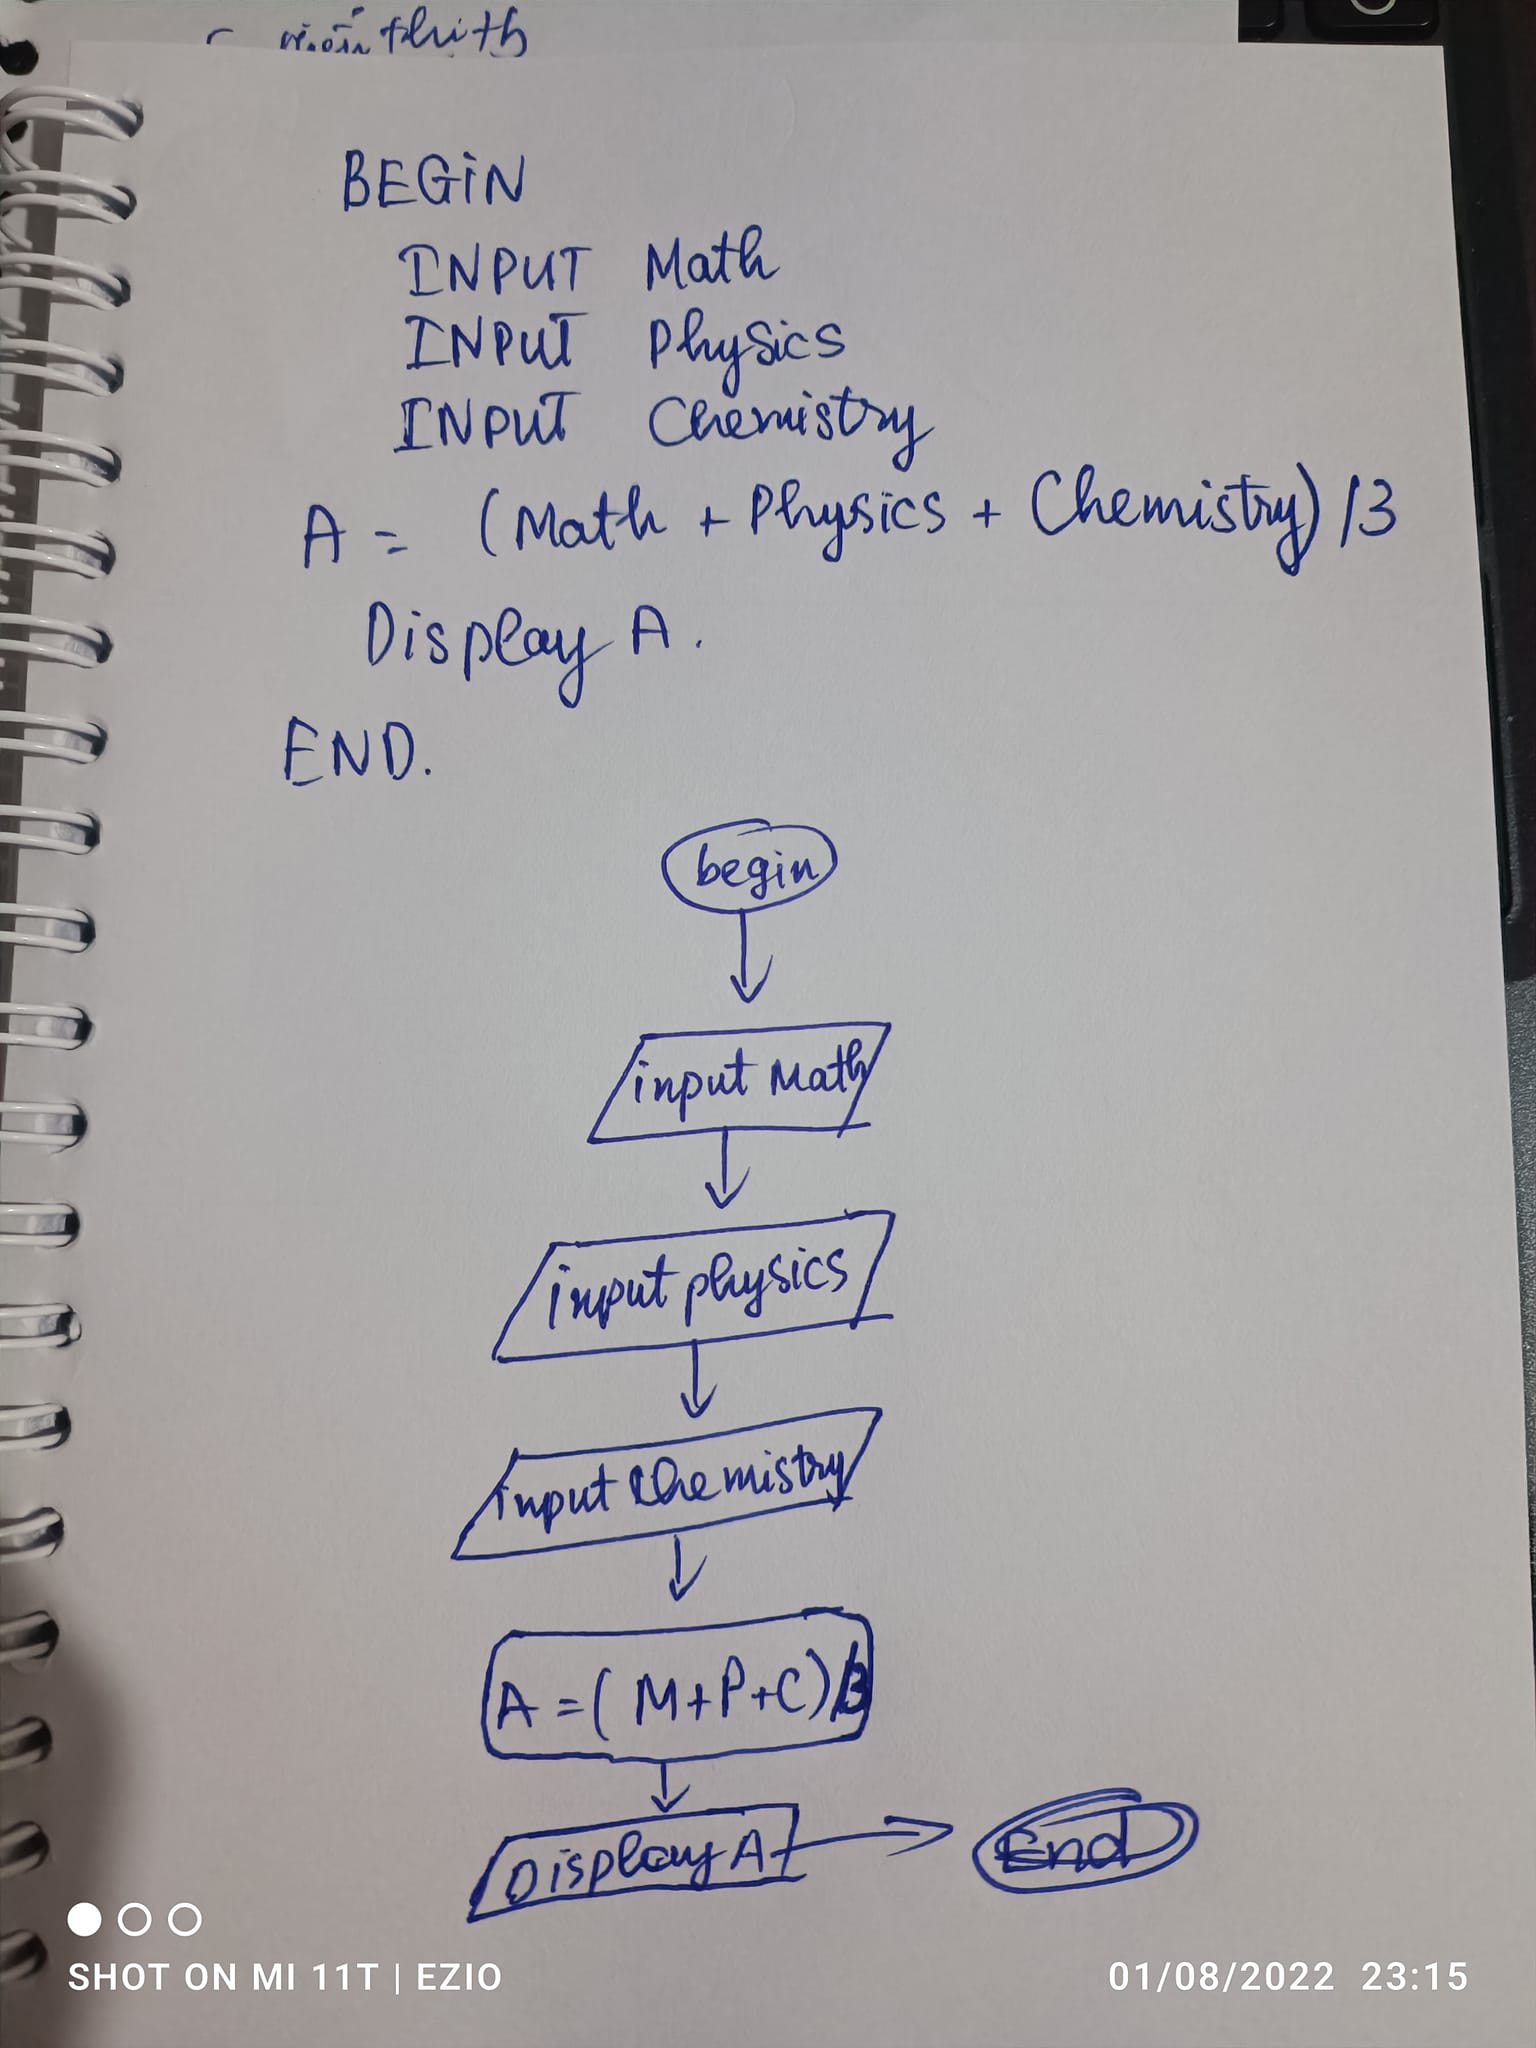 BEGiN
INPUT Math
INPUT Physics
INPUT Chemistry
A = (Math + Physics + Chemistry) / 3
Display A.
END.
begin
input Math
input physics
input Chemistry
A = ( M+P+C)/3
Display A
End
SHOT ON MI 11T | EZIO
01/08/2022 23:15